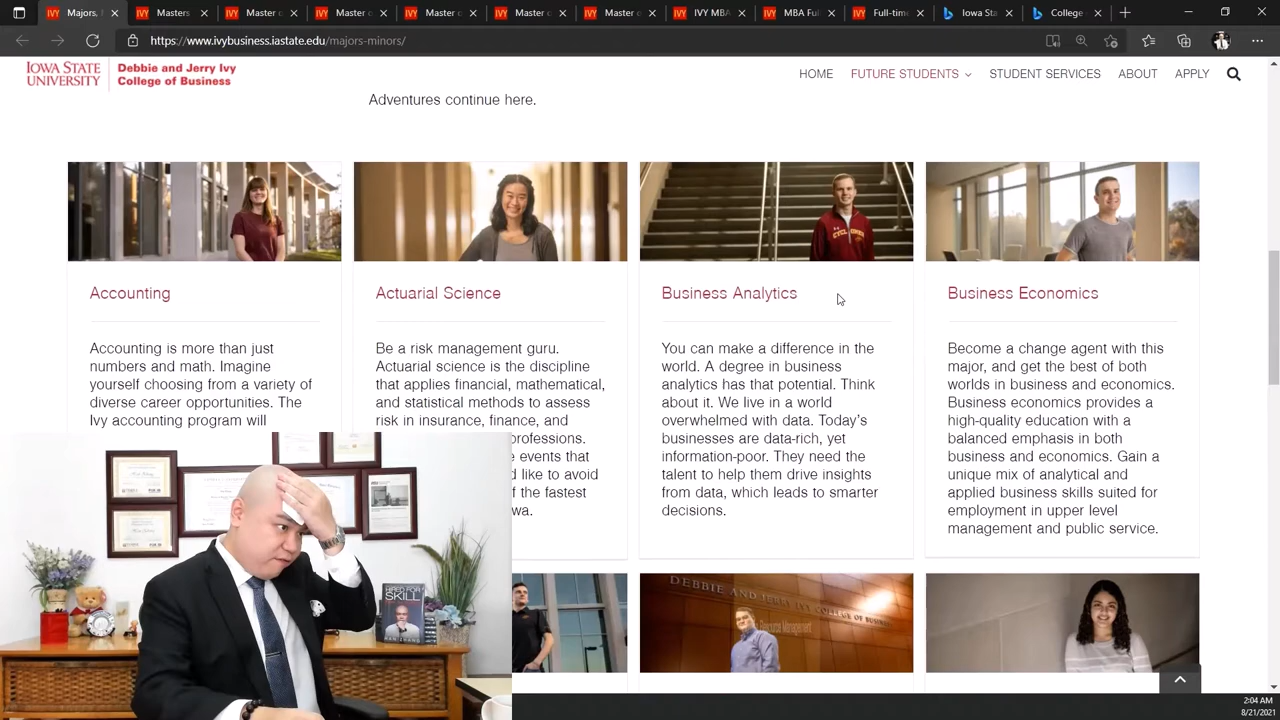 Majors,
Masters
Master o
Master o
Master o
Master o
Master o
IVY MBA
MBA Ful
Full-tim
Iowa Sta
College
https://www.ivybusiness.iastate.edu/majors-minors/
IOWA STATE
UNIVERSITY
Debbie and Jerry Ivy
College of Business
HOME
FUTURE STUDENTS
STUDENT SERVICES
ABOUT
APPLY
Adventures continue here.
CYCLONES
Accounting
Accounting is more than just
numbers and math. Imagine
yourself choosing from a variety of
diverse career opportunities. The
Ivy accounting program will
Actuarial Science
Be a risk management guru.
Actuarial science is the discipline
that applies financial, mathematical,
and statistical methods to assess
risk in insurance, finance, and
professions.
events that
like to avoid
f the fastest
wa.
Business Analytics
You can make a difference in the
world. A degree in business
analytics has that potential. Think
about it. We live in a world
overwhelmed with data. Today's
businesses are data-rich, yet
information-poor. They need the
talent to help them drive insights
from data, which leads to smarter
decisions.
Business Economics
Become a change agent with this
major, and get the best of both
worlds in business and economics.
Business economics provides a
high-quality education with a
balanced emphasis in both
business and economics. Gain a
unique mix of analytical and
applied business skills suited for
employment in upper level
management and public service.
DEBBIE AND JERRY IVY COLLEGE OF BUSINESS
SKILL
HAN ZHANG
2:04 AM
8/21/2021